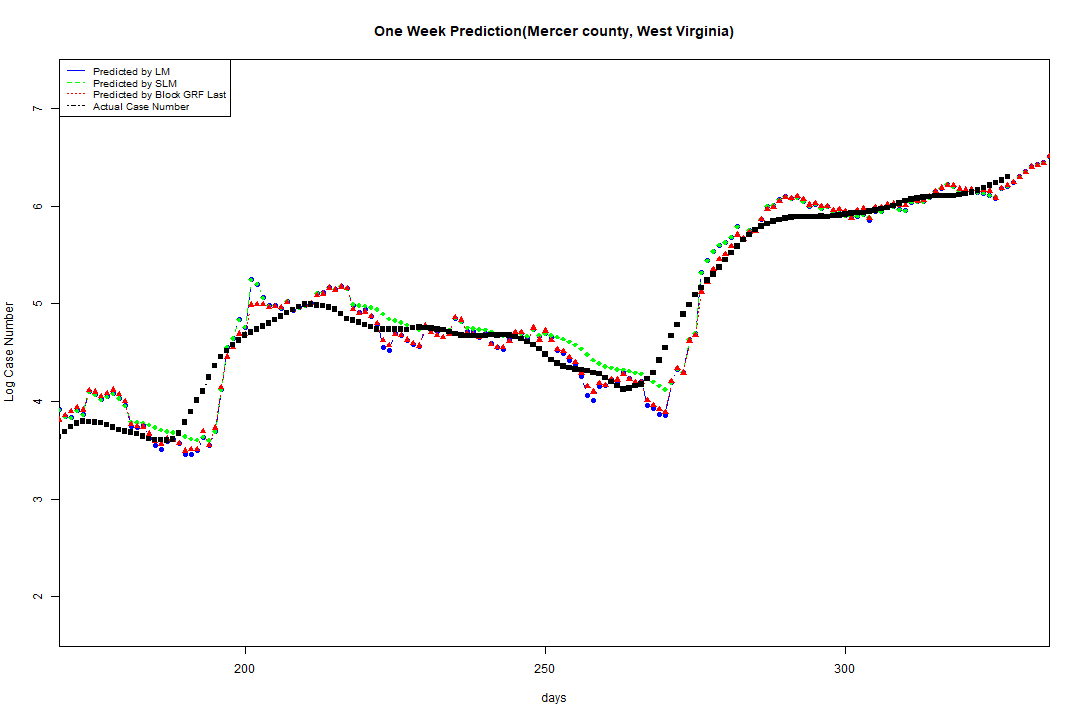 One Week Prediction(Mercer county, West Virginia)
Predicted by LM
Predicted by SLM
Predicted by Block GRF Last
Actual Case Number
7
6
5
4
3
2
Log Case Number
200 250 300
days